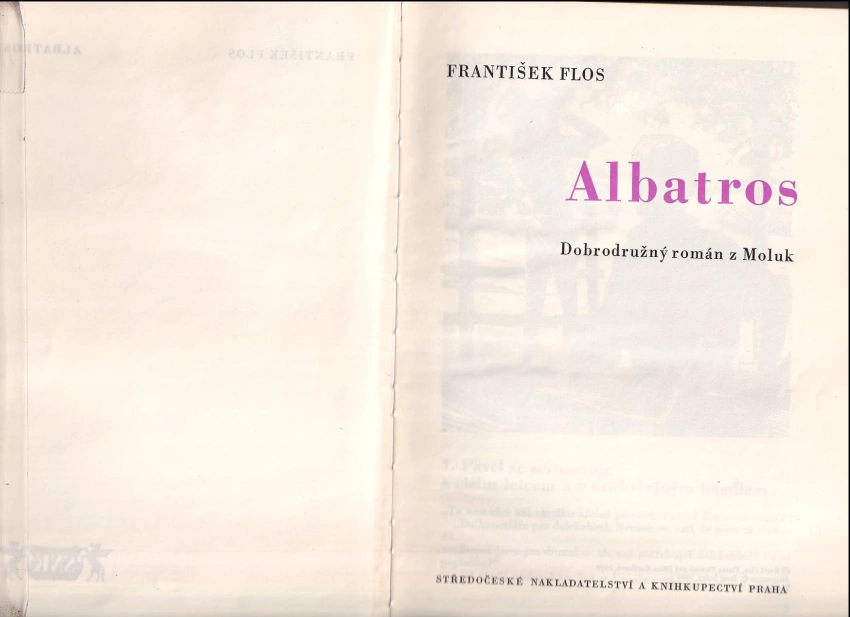 FRANTIŠEK FLOS
Albatros
Dobrodružný román z Moluk
STŘEDOČESKÉ NAKLADATELSTVÍ A KNIHKUPECTVÍ PRAHA